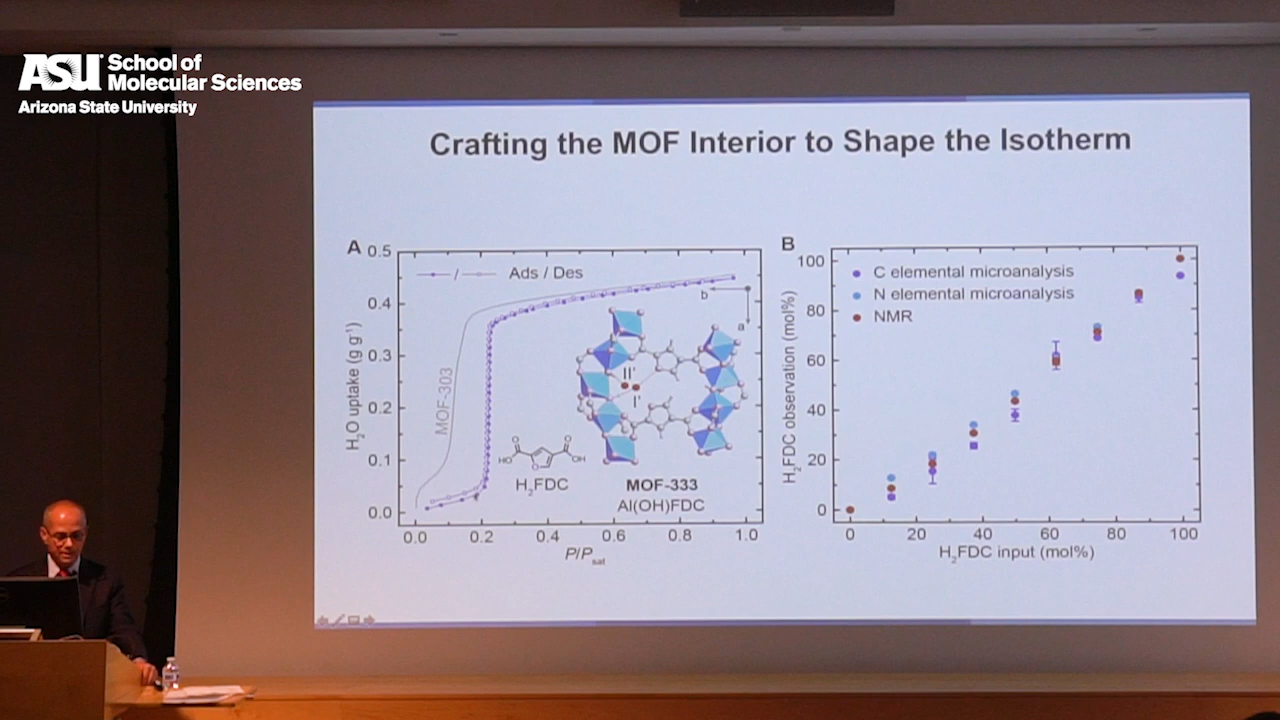 ASU School of
Molecular Sciences
Arizona State University
Crafting the MOF Interior to Shape the Isotherm
A
0.5
0.4
0.3
0.2
0.1
0.0
H₂O uptake (g g⁻¹)
Ads / Des
MOF-303
b
a
II'
I'
O
O
HO
OH
O
H₂FDC
MOF-333
Al(OH)FDC
0.0 0.2 0.4 0.6 0.8 1.0
P/Psat
B
100
80
60
40
20
0
H₂FDC observation (mol%)
C elemental microanalysis
N elemental microanalysis
NMR
0 20 40 60 80 100
H₂FDC input (mol%)